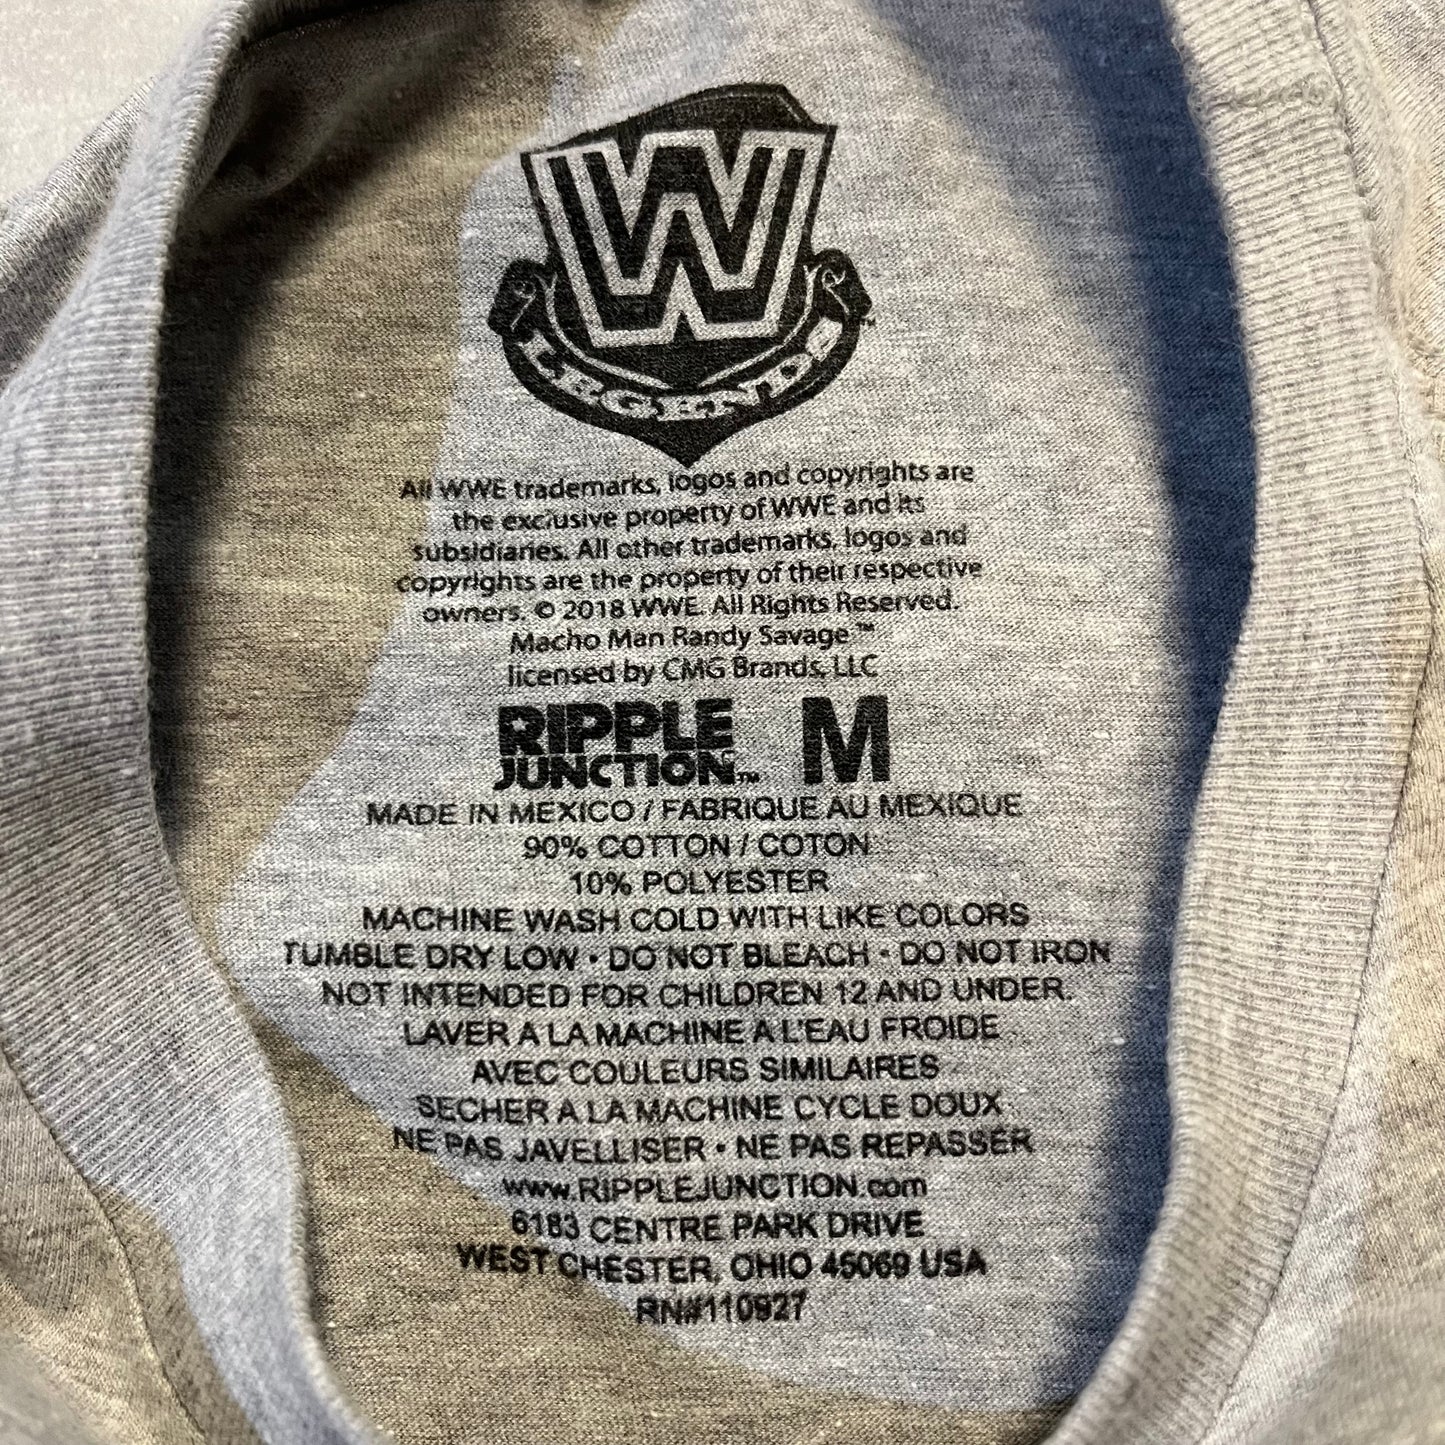 W
LEGENDS™
All WWE trademarks, logos and copyrights are
the exclusive property of WWE and its
subsidiaries. All other trademarks, logos and
copyrights are the property of their respective
owners. © 2018 WWE. All Rights Reserved.
Macho Man Randy Savage™
licensed by CMG Brands, LLC
RIPPLE
JUNCTION™ M
MADE IN MEXICO / FABRIQUE AU MEXIQUE
90% COTTON / COTON
10% POLYESTER
MACHINE WASH COLD WITH LIKE COLORS
TUMBLE DRY LOW • DO NOT BLEACH • DO NOT IRON
NOT INTENDED FOR CHILDREN 12 AND UNDER.
LAVER A LA MACHINE A L'EAU FROIDE
AVEC COULEURS SIMILAIRES
SECHER A LA MACHINE CYCLE DOUX
NE PAS JAVELLISER • NE PAS REPASSER
www.RIPPLEJUNCTION.com
6183 CENTRE PARK DRIVE
WEST CHESTER, OHIO 45069 USA
RN#110927